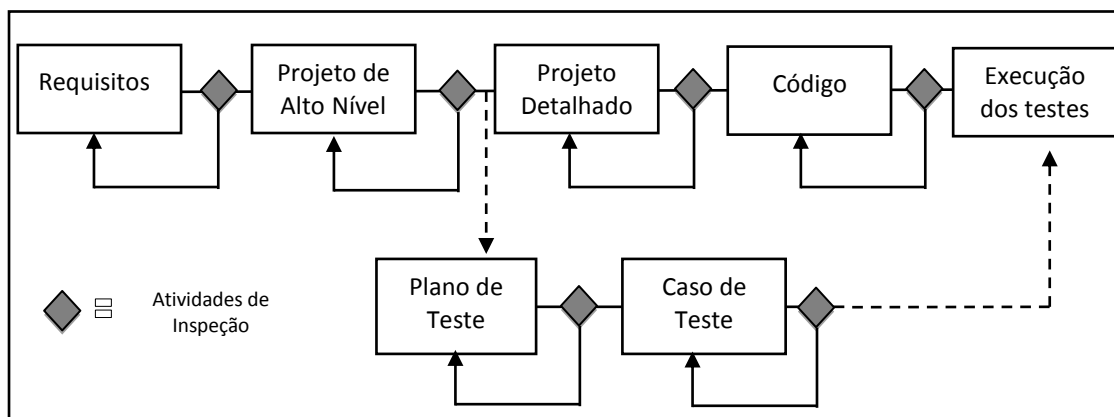 Requisitos
Projeto de
Alto Nível
Projeto
Detalhado
Código
Execução
dos testes
Plano de
Teste
Caso de
Teste
Atividades de
Inspeção